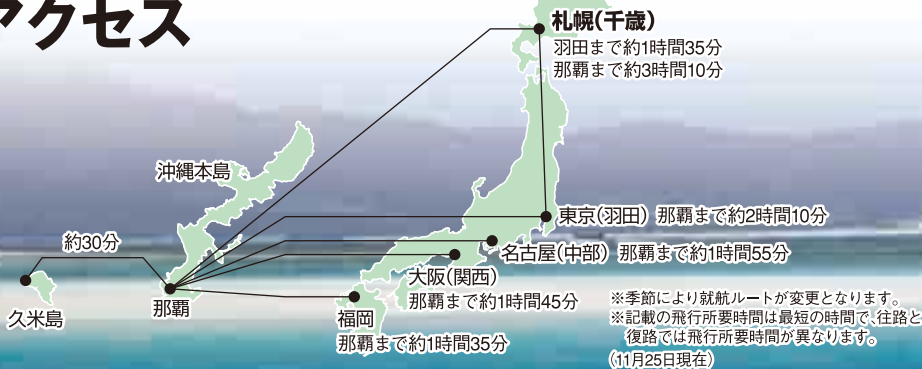 アクセス
札幌(千歳)
羽田まで約1時間35分
那覇まで約3時間10分
沖縄本島
東京(羽田) 那覇まで約2時間10分
約30分
名古屋(中部) 那覇まで約1時間55分
大阪(関西)
那覇まで約1時間45分
久米島
那覇
福岡
那覇まで約1時間35分
※季節により就航ルートが変更となります。
※記載の飛行所要時間は最短の時間で、往路と
復路では飛行所要時間が異なります。
(11月25日現在)